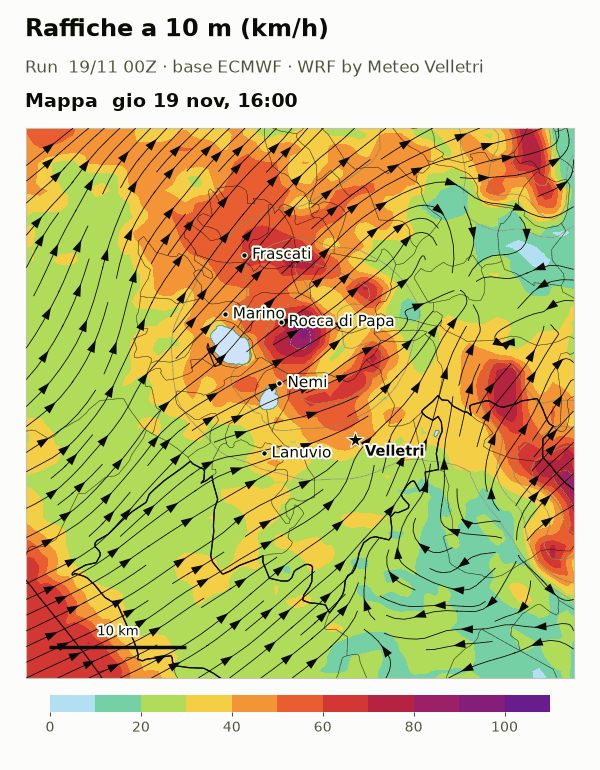 Raffiche a 10 m (km/h)
Run  19/11 00Z · base ECMWF · WRF by Meteo Velletri
Mappa  gio 19 nov, 16:00
Frascati
Marino
Rocca di Papa
Nemi
Velletri
Lanuvio
10 km
0 20 40 60 80 100